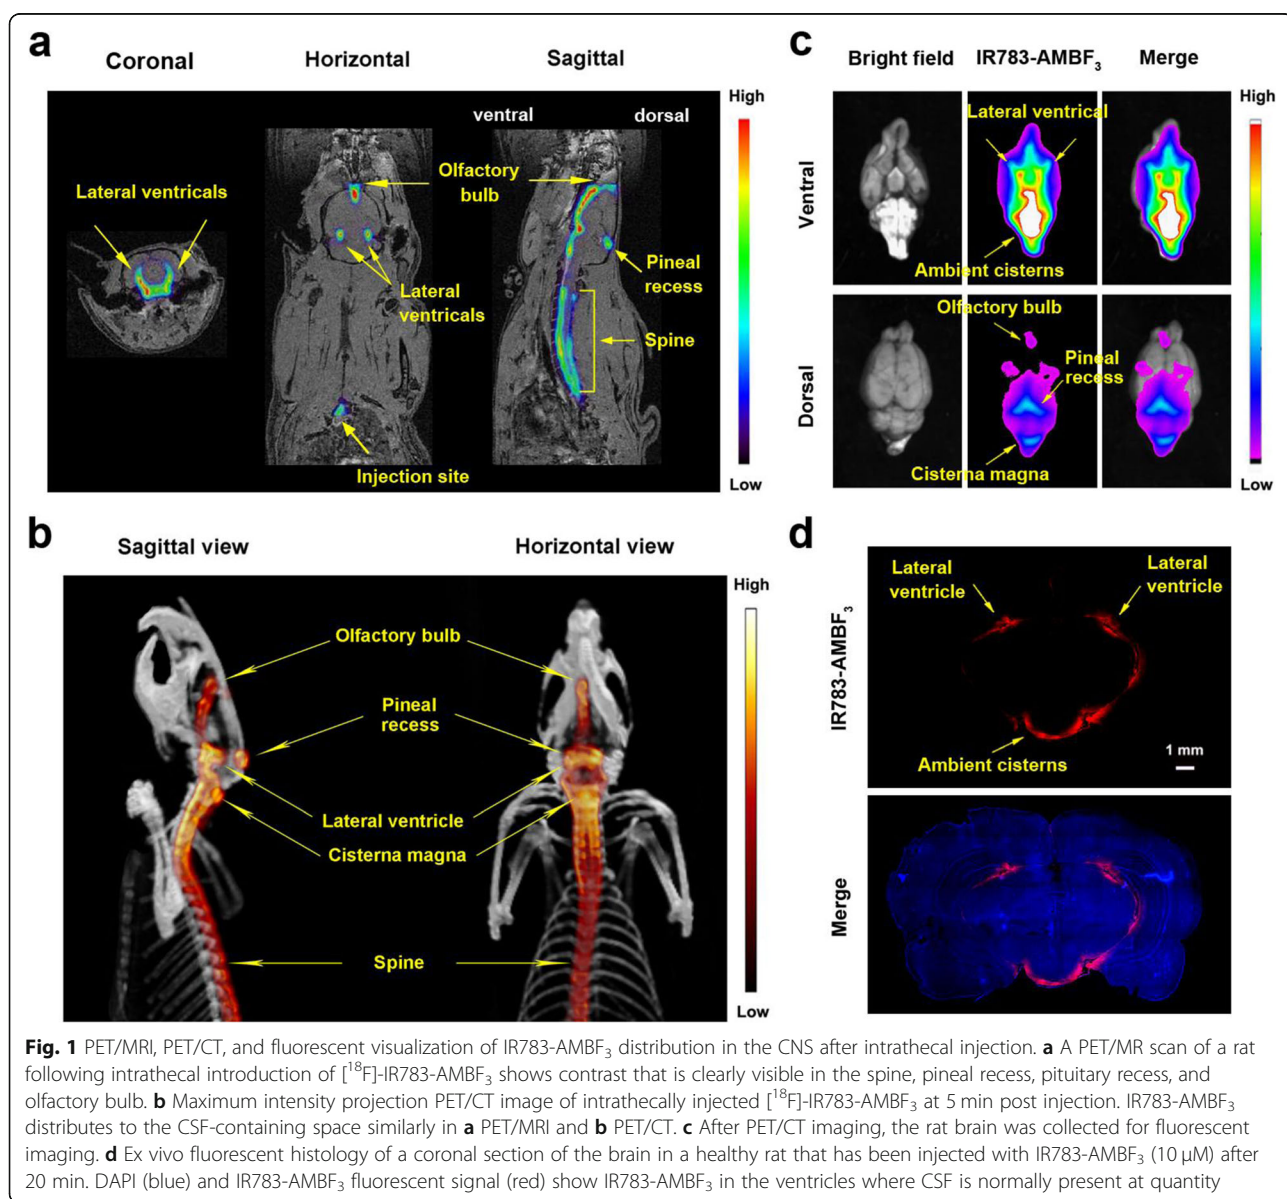 a
Coronal
Horizontal
Sagittal
ventral
dorsal
High
Lateral ventricals
Olfactory
bulb
Pineal
recess
Lateral
ventricals
Spine
Injection site
Low
c
Bright field
IR783-AMBF3
Merge
High
Ventral
Lateral ventrical
Ambient cisterns
Dorsal
Olfactory bulb
Pineal
recess
Cisterna magna
Low
b
Sagittal view
Horizontal view
High
Olfactory bulb
Pineal
recess
Lateral ventricle
Cisterna magna
Spine
Low
d
IR783-AMBF3
Lateral
ventricle
Lateral
ventricle
Ambient cisterns
1 mm
Merge
Fig. 1 PET/MRI, PET/CT, and fluorescent visualization of IR783-AMBF3 distribution in the CNS after intrathecal injection. a A PET/MR scan of a rat
following intrathecal introduction of [18F]-IR783-AMBF3 shows contrast that is clearly visible in the spine, pineal recess, pituitary recess, and
olfactory bulb. b Maximum intensity projection PET/CT image of intrathecally injected [18F]-IR783-AMBF3 at 5 min post injection. IR783-AMBF3
distributes to the CSF-containing space similarly in a PET/MRI and b PET/CT. c After PET/CT imaging, the rat brain was collected for fluorescent
imaging. d Ex vivo fluorescent histology of a coronal section of the brain in a healthy rat that has been injected with IR783-AMBF3 (10 μM) after
20 min. DAPI (blue) and IR783-AMBF3 fluorescent signal (red) show IR783-AMBF3 in the ventricles where CSF is normally present at quantity